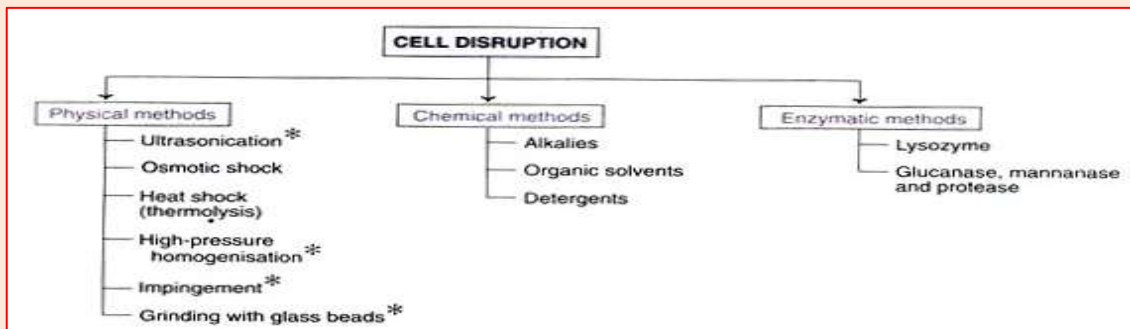 CELL DISRUPTION
Physical methods
Ultrasonication*
Osmotic shock
Heat shock
(thermolysis)
High-pressure
homogenisation*
Impingement*
Grinding with glass beads*
Chemical methods
Alkalies
Organic solvents
Detergents
Enzymatic methods
Lysozyme
Glucanase, mannanase
and protease